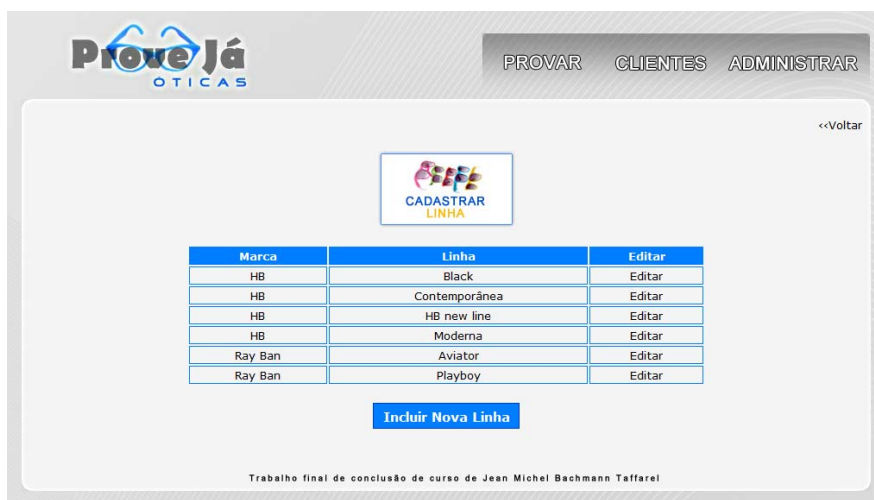 Prove Já
ÓTICAS
PROVAR CLIENTES ADMINISTRAR
<<Voltar
CADASTRAR
LINHA
Marca Linha Editar
HB Black Editar
HB Contemporânea Editar
HB HB new line Editar
HB Moderna Editar
Ray Ban Aviator Editar
Ray Ban Playboy Editar
Incluir Nova Linha
Trabalho final de conclusão de curso de Jean Michel Bachmann Taffarel